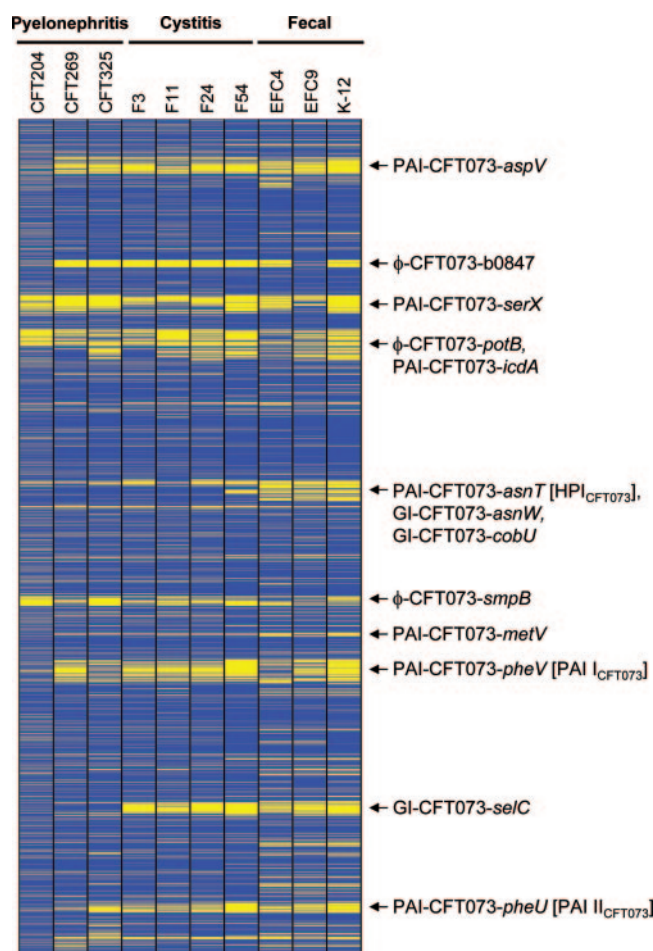 Pyelonephritis Cystitis Fecal
CFT204 CFT269 CFT325 F3 F11 F24 F54 EFC4 EFC9 K-12
PAI-CFT073-aspV
ϕ-CFT073-b0847
PAI-CFT073-serX
ϕ-CFT073-potB,
PAI-CFT073-icdA
PAI-CFT073-asnT [HPICFT073],
GI-CFT073-asnW,
GI-CFT073-cobU
ϕ-CFT073-smpB
PAI-CFT073-metV
PAI-CFT073-pheV [PAI ICFT073]
GI-CFT073-selC
PAI-CFT073-pheU [PAI IICFT073]